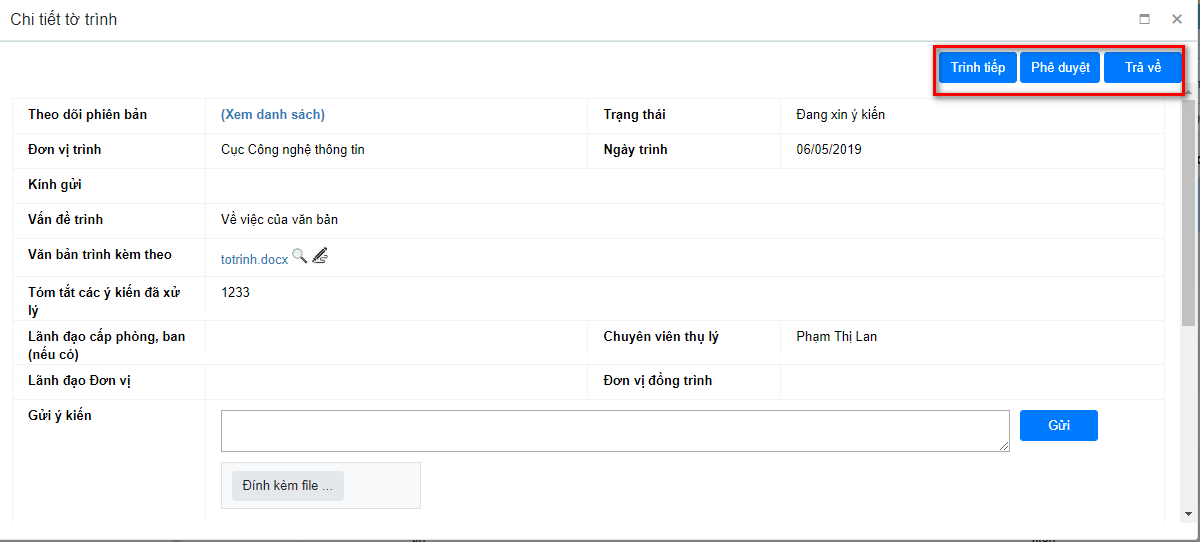 Chi tiết tờ trình
Trình tiếp Phê duyệt Trả về
Theo dõi phiên bản (Xem danh sách) Trạng thái Đang xin ý kiến
Đơn vị trình Cục Công nghệ thông tin Ngày trình 06/05/2019
Kính gửi
Vấn đề trình Về việc của văn bản
Văn bản trình kèm theo totrinh.docx
Tóm tắt các ý kiến đã xử 1233
lý
Lãnh đạo cấp phòng, ban Chuyên viên thụ lý Phạm Thị Lan
(nếu có)
Lãnh đạo Đơn vị Đơn vị đồng trình
Gửi ý kiến Gửi
Đính kèm file ...